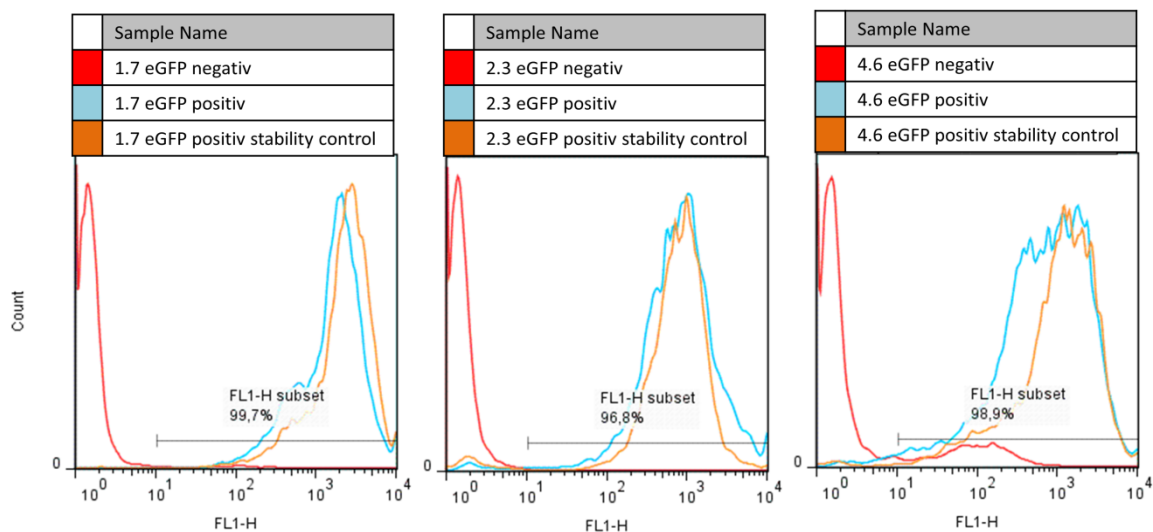 Sample Name
1.7 eGFP negativ
1.7 eGFP positiv
1.7 eGFP positiv stability control
Count
FL1-H subset
99,7%
0
10^0 10^1 10^2 10^3 10^4
FL1-H
Sample Name
2.3 eGFP negativ
2.3 eGFP positiv
2.3 eGFP positiv stability control
FL1-H subset
96,8%
0
10^0 10^1 10^2 10^3 10^4
FL1-H
Sample Name
4.6 eGFP negativ
4.6 eGFP positiv
4.6 eGFP positiv stability control
FL1-H subset
98,9%
0
10^0 10^1 10^2 10^3 10^4
FL1-H